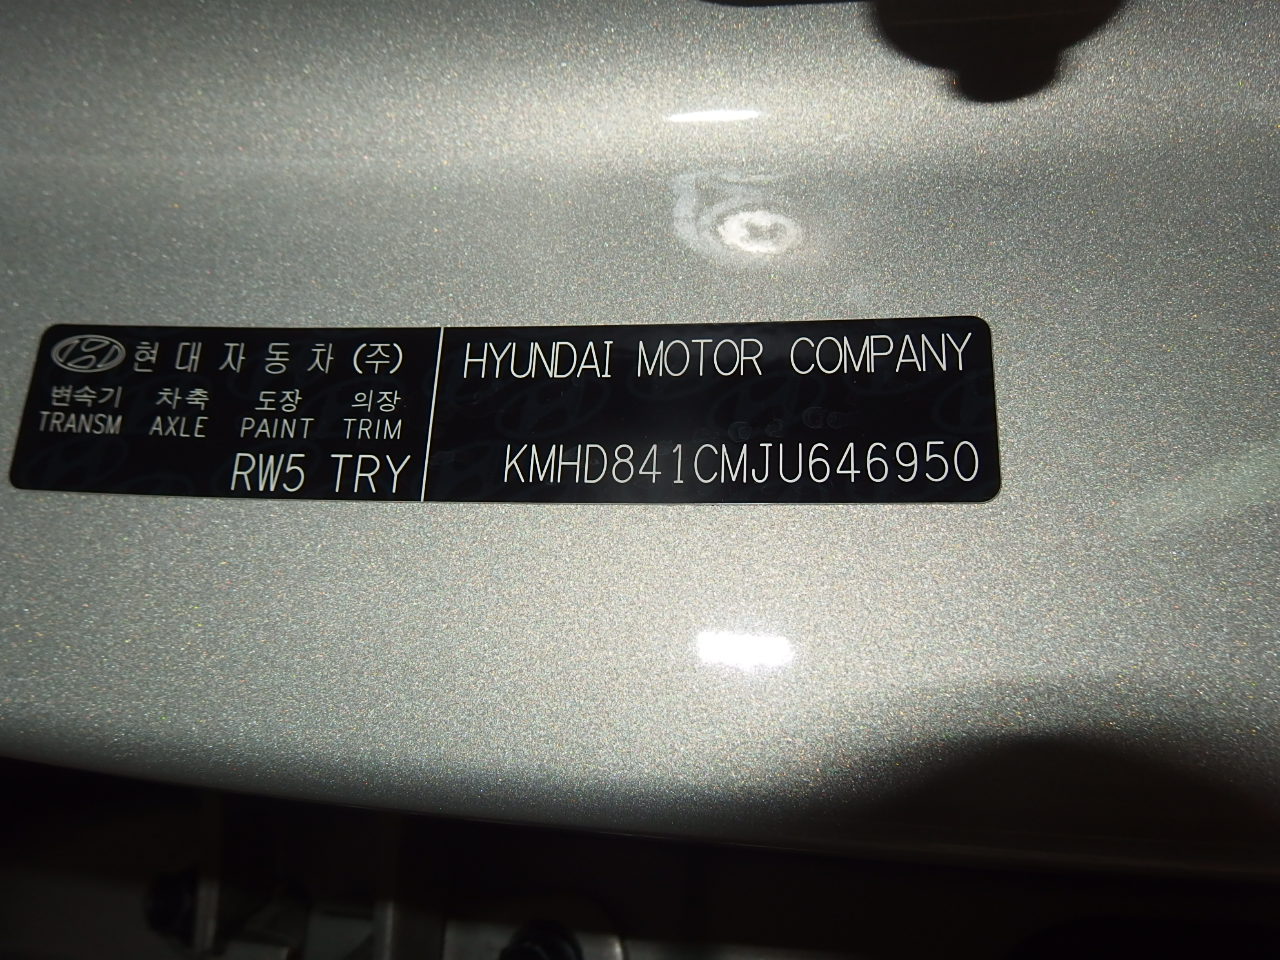 현대자동차(주)
변속기 차축 도장 의장
TRANSM AXLE PAINT TRIM
RW5 TRY
HYUNDAI MOTOR COMPANY
KMHD841CMJU646950